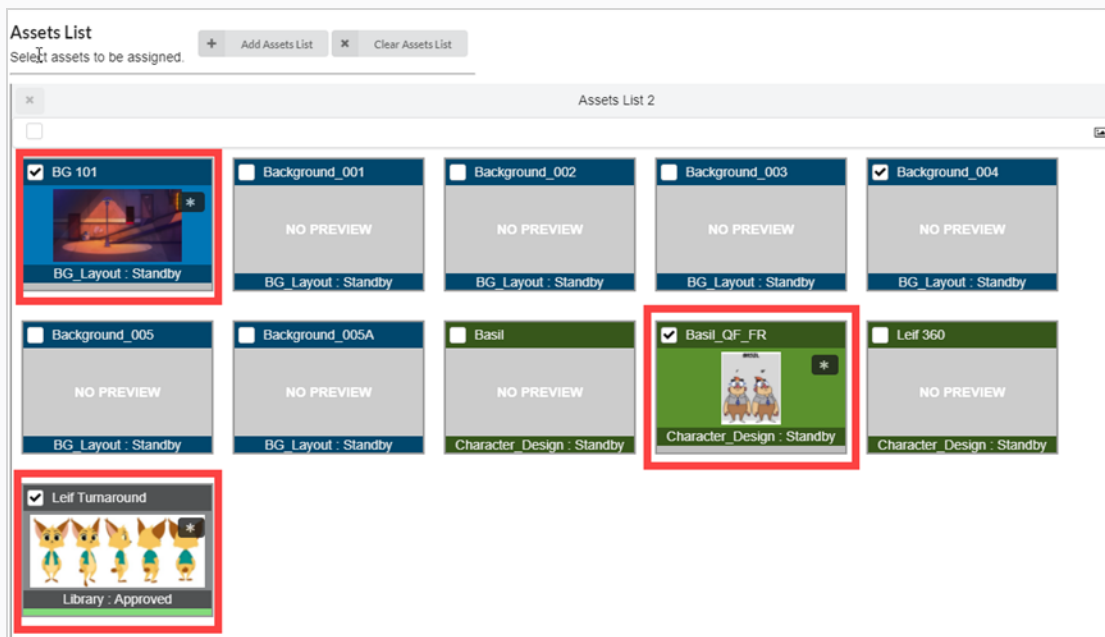 Assets List
Select assets to be assigned.
+ Add Assets List
× Clear Assets List
× Assets List 2
BG 101
*
BG_Layout : Standby
Background_001
NO PREVIEW
BG_Layout : Standby
Background_002
NO PREVIEW
BG_Layout : Standby
Background_003
NO PREVIEW
BG_Layout : Standby
Background_004
NO PREVIEW
BG_Layout : Standby
Background_005
NO PREVIEW
BG_Layout : Standby
Background_005A
NO PREVIEW
BG_Layout : Standby
Basil
NO PREVIEW
Character_Design : Standby
Basil_QF_FR
*
Character_Design : Standby
Leif 360
NO PREVIEW
Character_Design : Standby
Leif Turnaround
*
Library : Approved